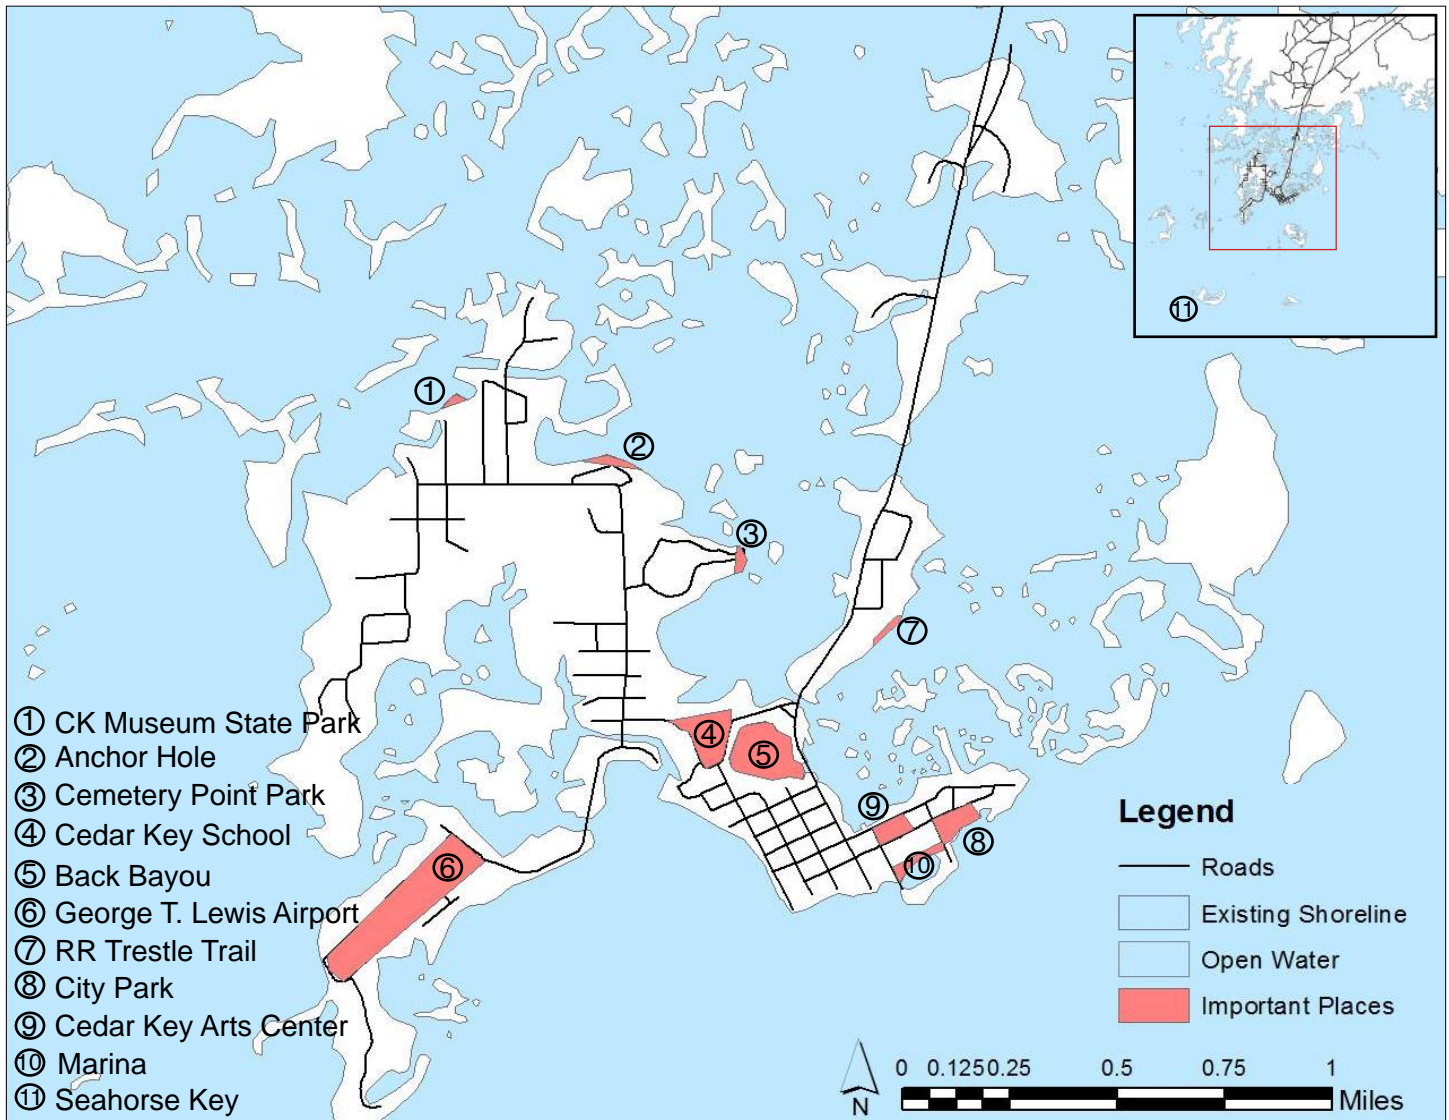 ⑪
①
②
③
⑦
④
⑤
⑨
⑧
⑩
⑥
① CK Museum State Park
② Anchor Hole
③ Cemetery Point Park
④ Cedar Key School
⑤ Back Bayou
⑥ George T. Lewis Airport
⑦ RR Trestle Trail
⑧ City Park
⑨ Cedar Key Arts Center
⑩ Marina
⑪ Seahorse Key
Legend
Roads
Existing Shoreline
Open Water
Important Places
N
0 0.125 0.25 0.5 0.75 1
Miles